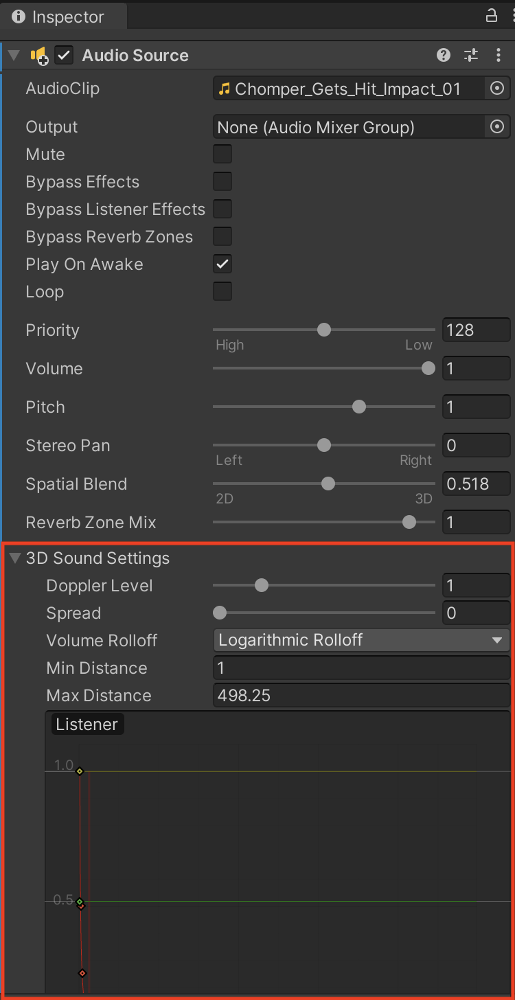 Inspector
Audio Source
AudioClip Chomper_Gets_Hit_Impact_01
Output None (Audio Mixer Group)
Mute
Bypass Effects
Bypass Listener Effects
Bypass Reverb Zones
Play On Awake
Loop
Priority 128
High Low
Volume 1
Pitch 1
Stereo Pan 0
Left Right
Spatial Blend 0.518
2D 3D
Reverb Zone Mix 1
3D Sound Settings
Doppler Level 1
Spread 0
Volume Rolloff Logarithmic Rolloff
Min Distance 1
Max Distance 498.25
Listener
1.0
0.5